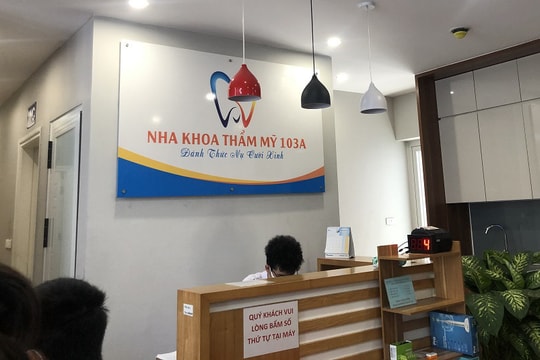 NHA KHOA THẨM MỸ 103A
Đánh Thức Nụ Cười Xinh
4
QUÝ KHÁCH VUI
LÒNG BẤM SỐ
THỨ TỰ TẠI MÁY